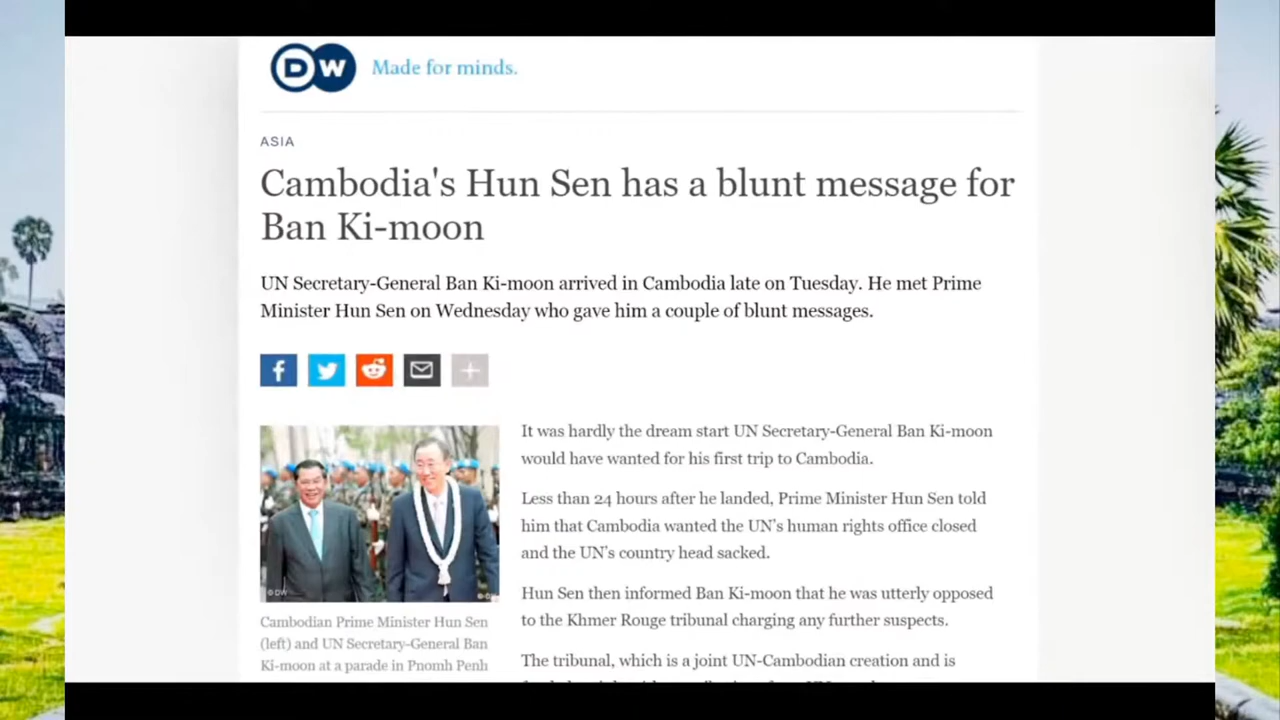 DW Made for minds.
ASIA
Cambodia's Hun Sen has a blunt message for
Ban Ki-moon
UN Secretary-General Ban Ki-moon arrived in Cambodia late on Tuesday. He met Prime
Minister Hun Sen on Wednesday who gave him a couple of blunt messages.
© DW
Cambodian Prime Minister Hun Sen
(left) and UN Secretary-General Ban
Ki-moon at a parade in Pnomh Penh
It was hardly the dream start UN Secretary-General Ban Ki-moon
would have wanted for his first trip to Cambodia.
Less than 24 hours after he landed, Prime Minister Hun Sen told
him that Cambodia wanted the UN's human rights office closed
and the UN's country head sacked.
Hun Sen then informed Ban Ki-moon that he was utterly opposed
to the Khmer Rouge tribunal charging any further suspects.
The tribunal, which is a joint UN-Cambodian creation and is